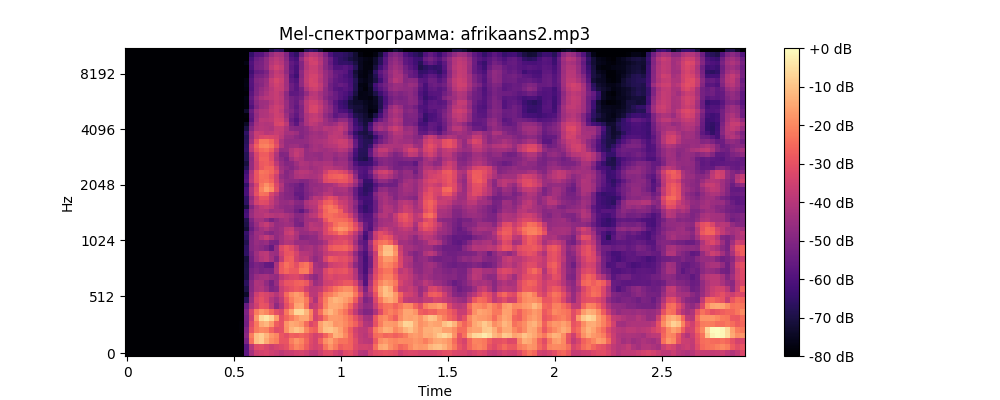 Mel-спектрограмма: afrikaans2.mp3
Hz
8192
4096
2048
1024
512
0
0
0.5
1
1.5
2
2.5
Time
+0 dB
-10 dB
-20 dB
-30 dB
-40 dB
-50 dB
-60 dB
-70 dB
-80 dB